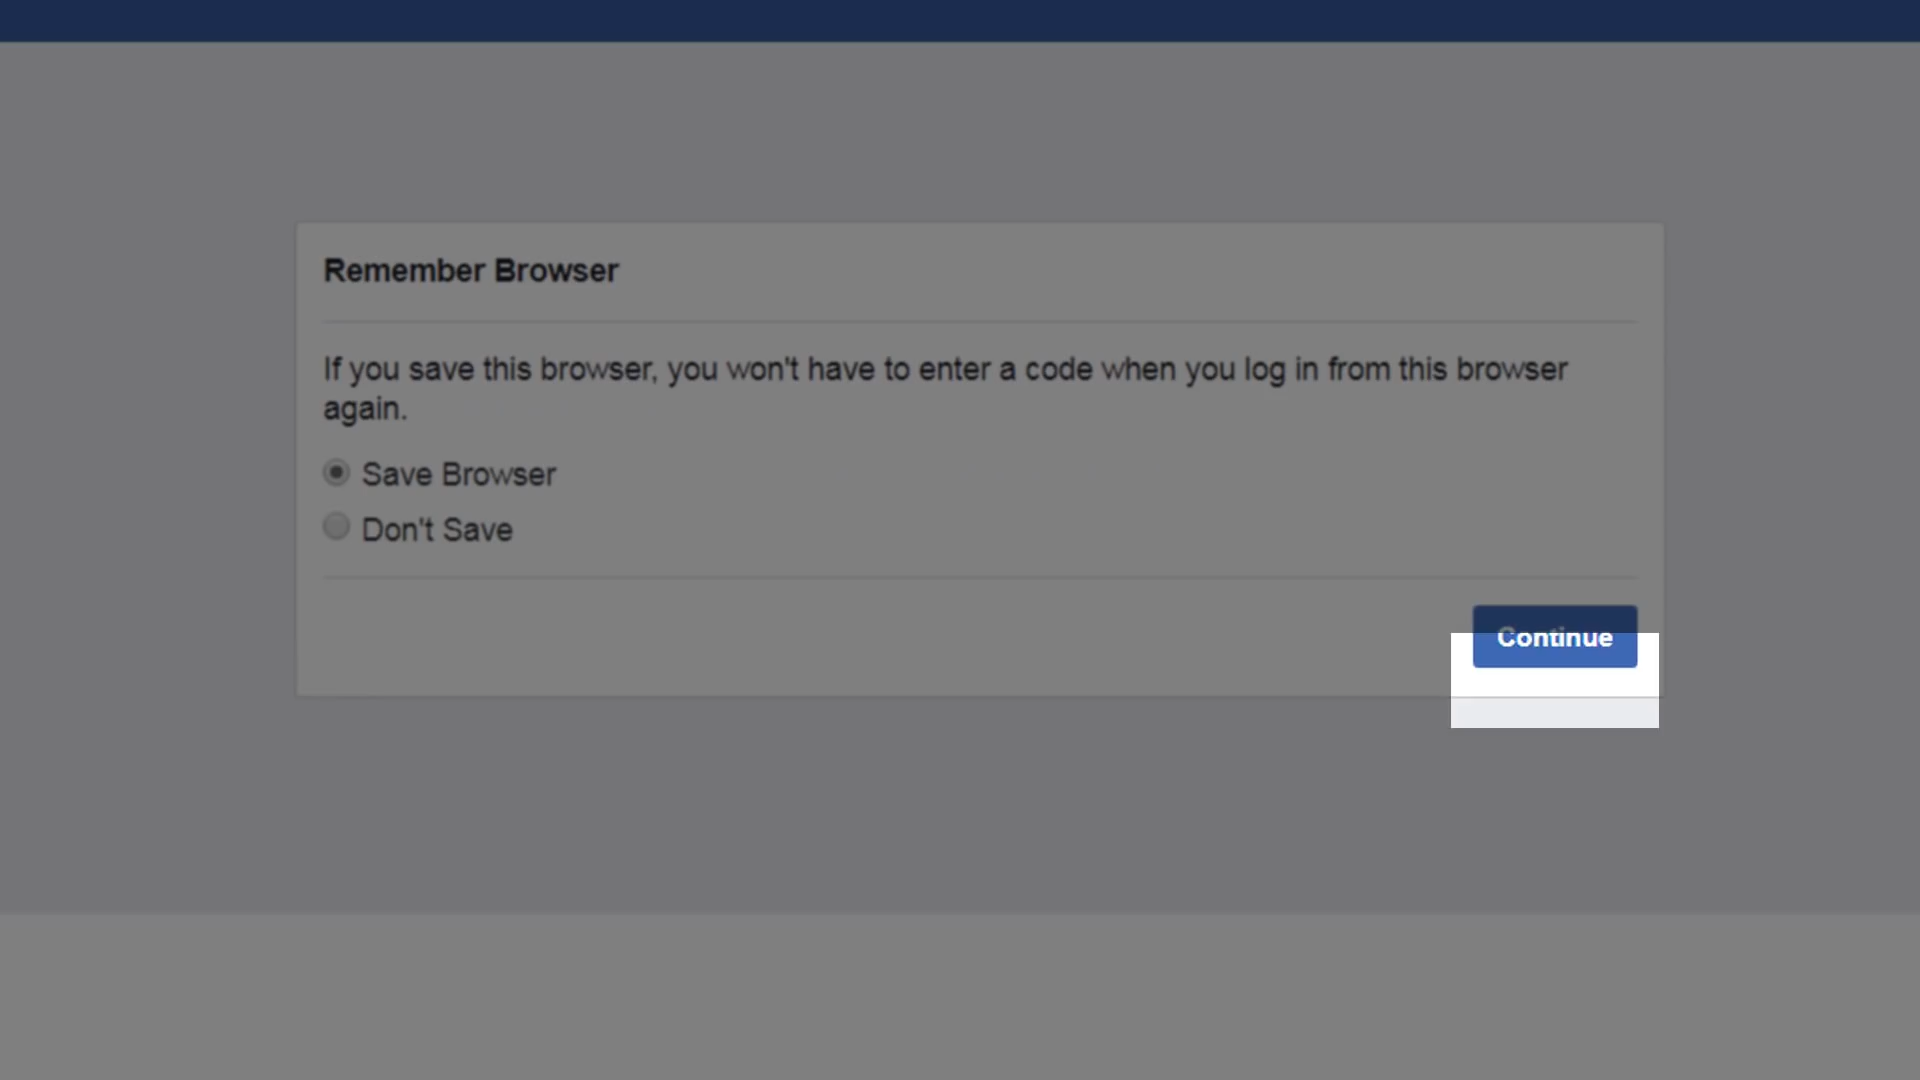 Remember Browser
If you save this browser, you won't have to enter a code when you log in from this browser
again.
Save Browser
Don't Save
Continue